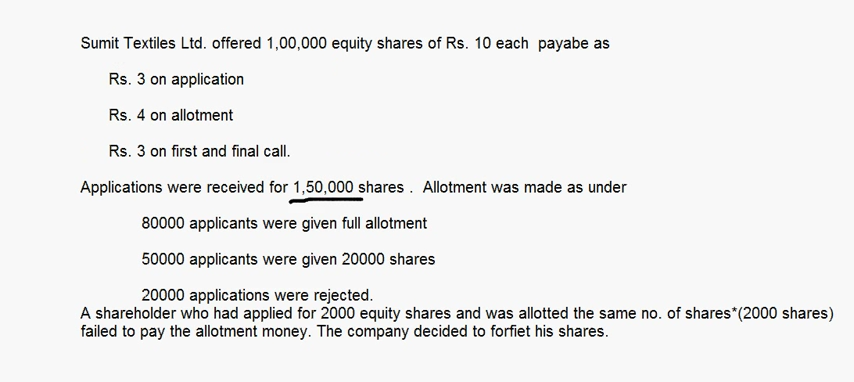 Sumit Textiles Ltd. offered 1,00,000 equity shares of Rs. 10 each payabe as
Rs. 3 on application
Rs. 4 on allotment
Rs. 3 on first and final call.
Applications were received for 1,50,000 shares . Allotment was made as under
80000 applicants were given full allotment
50000 applicants were given 20000 shares
20000 applications were rejected.
A shareholder who had applied for 2000 equity shares and was allotted the same no. of shares*(2000 shares)
failed to pay the allotment money. The company decided to forfiet his shares.